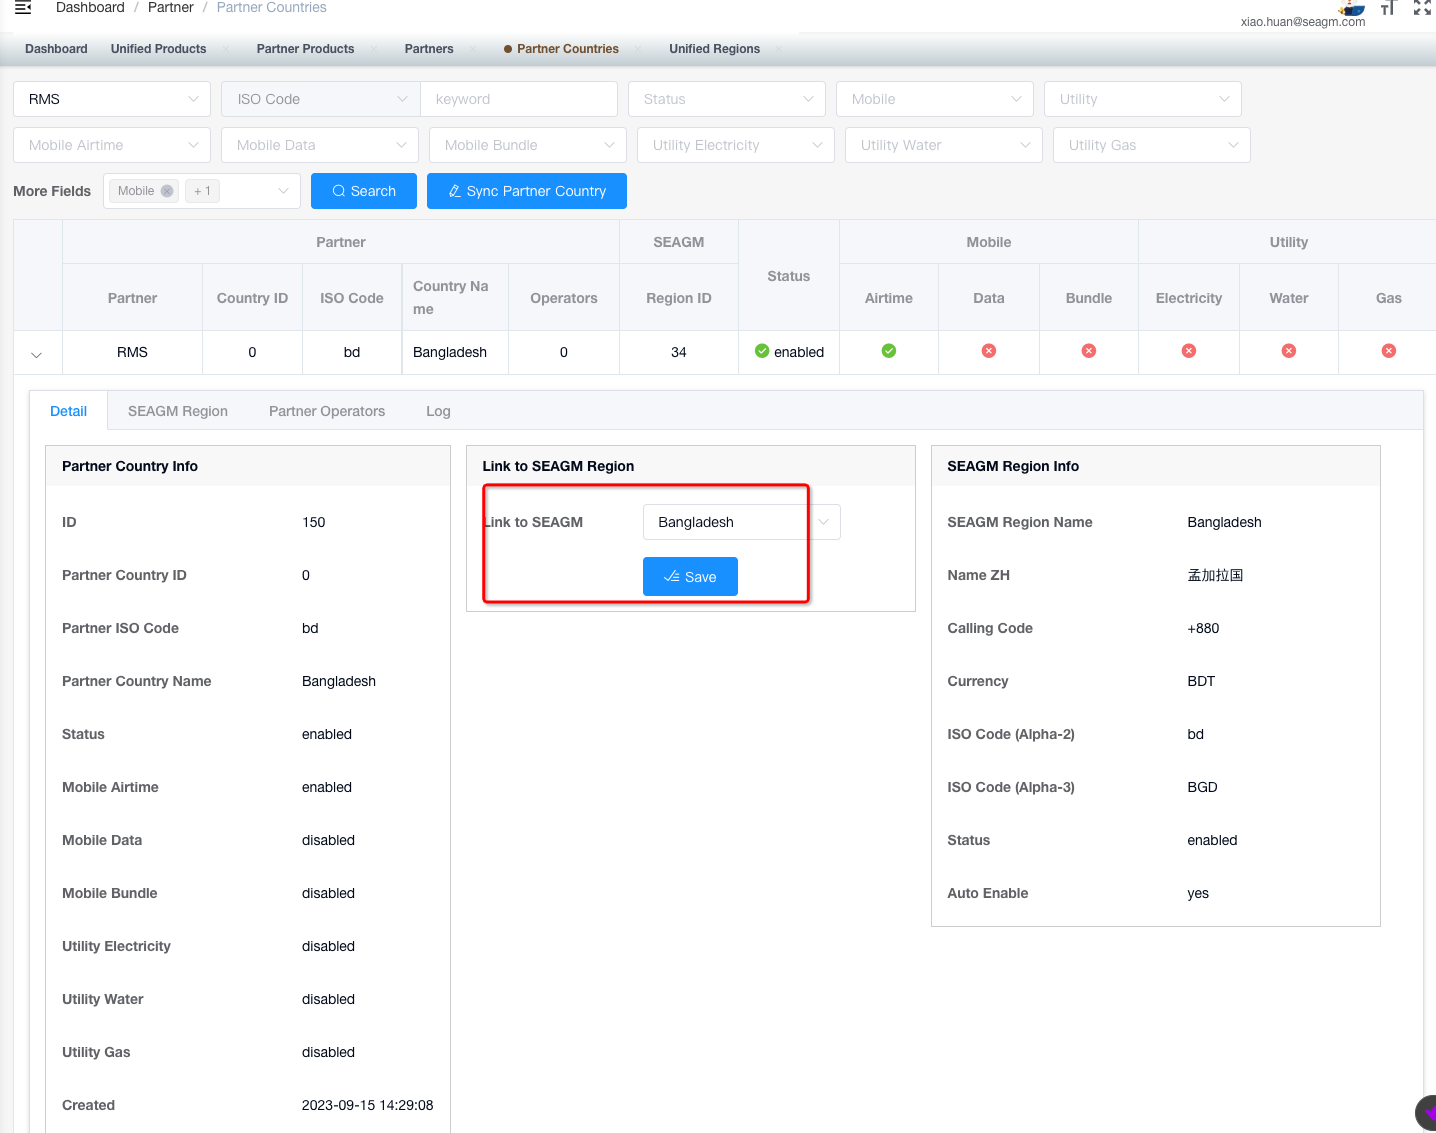 Dashboard / Partner / Partner Countries
xiao.huan@seagm.com
Dashboard Unified Products Partner Products Partners Partner Countries Unified Regions
RMS ISO Code keyword Status Mobile Utility
Mobile Airtime Mobile Data Mobile Bundle Utility Electricity Utility Water Utility Gas
More Fields Mobile + 1 Search Sync Partner Country
Partner SEAGM Status Mobile Utility
Partner Country ID ISO Code Country Na
me Operators Region ID Airtime Data Bundle Electricity Water Gas
RMS 0 bd Bangladesh 0 34 enabled
Detail SEAGM Region Partner Operators Log
Partner Country Info
ID 150
Partner Country ID 0
Partner ISO Code bd
Partner Country Name Bangladesh
Status enabled
Mobile Airtime enabled
Mobile Data disabled
Mobile Bundle disabled
Utility Electricity disabled
Utility Water disabled
Utility Gas disabled
Created 2023-09-15 14:29:08
Link to SEAGM Region
Link to SEAGM Bangladesh
Save
SEAGM Region Info
SEAGM Region Name Bangladesh
Name ZH 孟加拉国
Calling Code +880
Currency BDT
ISO Code (Alpha-2) bd
ISO Code (Alpha-3) BGD
Status enabled
Auto Enable yes